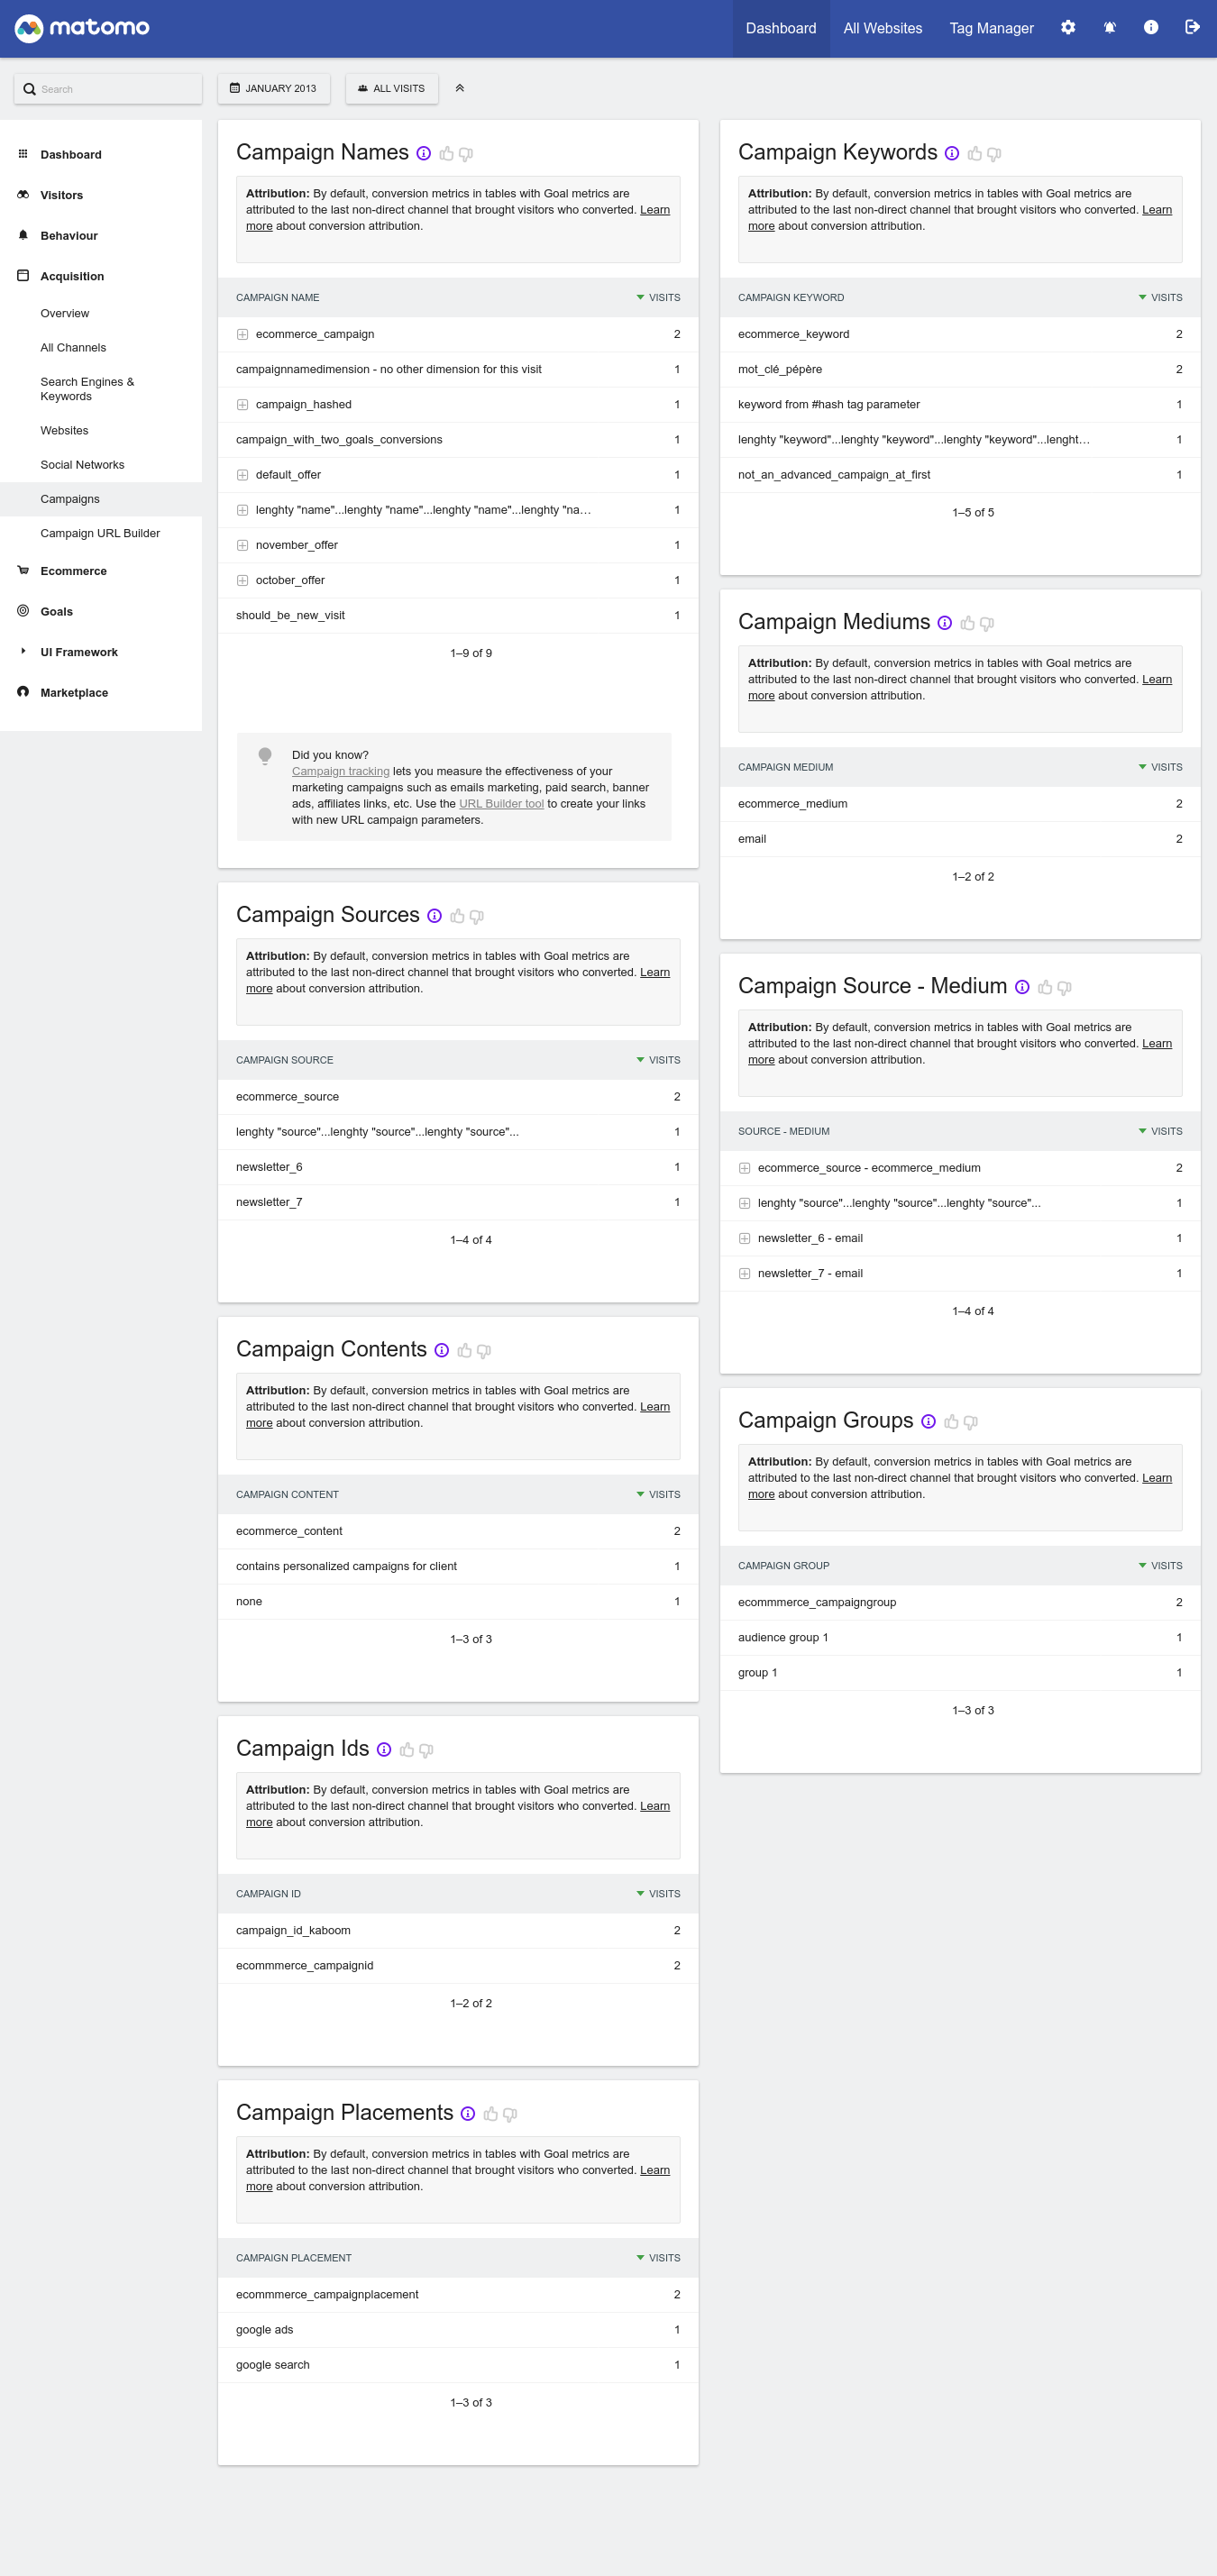 matomo
Dashboard
All Websites
Tag Manager
Search
JANUARY 2013
ALL VISITS
Dashboard
Visitors
Behaviour
Acquisition
Overview
All Channels
Search Engines &
Keywords
Websites
Social Networks
Campaigns
Campaign URL Builder
Ecommerce
Goals
UI Framework
Marketplace
Campaign Names
Attribution: By default, conversion metrics in tables with Goal metrics are
attributed to the last non-direct channel that brought visitors who converted. Learn
more about conversion attribution.
CAMPAIGN NAME VISITS
ecommerce_campaign 2
campaignnamedimension - no other dimension for this visit 1
campaign_hashed 1
campaign_with_two_goals_conversions 1
default_offer 1
lenghty "name"...lenghty "name"...lenghty "name"...lenghty "na... 1
november_offer 1
october_offer 1
should_be_new_visit 1
1–9 of 9
Did you know?
Campaign tracking lets you measure the effectiveness of your
marketing campaigns such as emails marketing, paid search, banner
ads, affiliates links, etc. Use the URL Builder tool to create your links
with new URL campaign parameters.
Campaign Sources
Attribution: By default, conversion metrics in tables with Goal metrics are
attributed to the last non-direct channel that brought visitors who converted. Learn
more about conversion attribution.
CAMPAIGN SOURCE VISITS
ecommerce_source 2
lenghty "source"...lenghty "source"...lenghty "source"... 1
newsletter_6 1
newsletter_7 1
1–4 of 4
Campaign Contents
Attribution: By default, conversion metrics in tables with Goal metrics are
attributed to the last non-direct channel that brought visitors who converted. Learn
more about conversion attribution.
CAMPAIGN CONTENT VISITS
ecommerce_content 2
contains personalized campaigns for client 1
none 1
1–3 of 3
Campaign Ids
Attribution: By default, conversion metrics in tables with Goal metrics are
attributed to the last non-direct channel that brought visitors who converted. Learn
more about conversion attribution.
CAMPAIGN ID VISITS
campaign_id_kaboom 2
ecommmerce_campaignid 2
1–2 of 2
Campaign Placements
Attribution: By default, conversion metrics in tables with Goal metrics are
attributed to the last non-direct channel that brought visitors who converted. Learn
more about conversion attribution.
CAMPAIGN PLACEMENT VISITS
ecommmerce_campaignplacement 2
google ads 1
google search 1
1–3 of 3
Campaign Keywords
Attribution: By default, conversion metrics in tables with Goal metrics are
attributed to the last non-direct channel that brought visitors who converted. Learn
more about conversion attribution.
CAMPAIGN KEYWORD VISITS
ecommerce_keyword 2
mot_clé_pépère 2
keyword from #hash tag parameter 1
lenghty "keyword"...lenghty "keyword"...lenghty "keyword"...lenght... 1
not_an_advanced_campaign_at_first 1
1–5 of 5
Campaign Mediums
Attribution: By default, conversion metrics in tables with Goal metrics are
attributed to the last non-direct channel that brought visitors who converted. Learn
more about conversion attribution.
CAMPAIGN MEDIUM VISITS
ecommerce_medium 2
email 2
1–2 of 2
Campaign Source - Medium
Attribution: By default, conversion metrics in tables with Goal metrics are
attributed to the last non-direct channel that brought visitors who converted. Learn
more about conversion attribution.
SOURCE - MEDIUM VISITS
ecommerce_source - ecommerce_medium 2
lenghty "source"...lenghty "source"...lenghty "source"... 1
newsletter_6 - email 1
newsletter_7 - email 1
1–4 of 4
Campaign Groups
Attribution: By default, conversion metrics in tables with Goal metrics are
attributed to the last non-direct channel that brought visitors who converted. Learn
more about conversion attribution.
CAMPAIGN GROUP VISITS
ecommmerce_campaigngroup 2
audience group 1 1
group 1 1
1–3 of 3